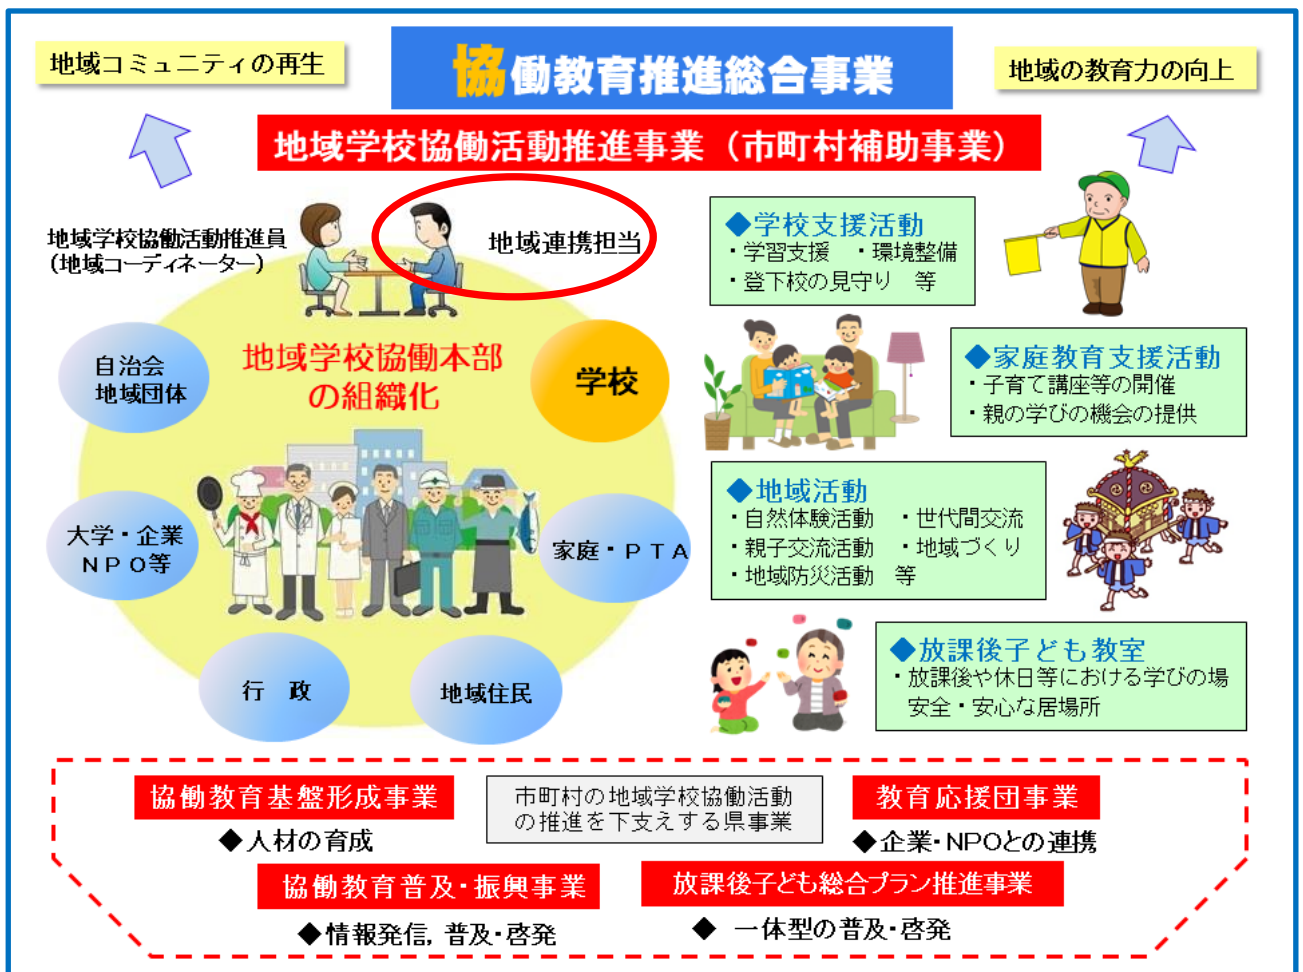 地域コミュニティの再生
協働教育推進総合事業
地域の教育力の向上
地域学校協働活動推進事業（市町村補助事業）
地域学校協働活動推進員
（地域コーディネーター）
地域連携担当
地域学校協働本部
の組織化
学校
自治会
地域団体
大学・企業
ＮＰＯ等
家庭・ＰＴＡ
行　政
地域住民
◆学校支援活動
・学習支援　・環境整備
・登下校の見守り　等
◆家庭教育支援活動
・子育て講座等の開催
・親の学びの機会の提供
◆地域活動
・自然体験活動　・世代間交流
・親子交流活動　・地域づくり
・地域防災活動　等
◆放課後子ども教室
・放課後や休日等における学びの場
安全・安心な居場所
協働教育基盤形成事業
◆人材の育成
市町村の地域学校協働活動
の推進を下支えする県事業
教育応援団事業
◆企業・NPOとの連携
協働教育普及・振興事業
◆情報発信，普及・啓発
放課後子ども総合プラン推進事業
◆ 一体型の普及・啓発